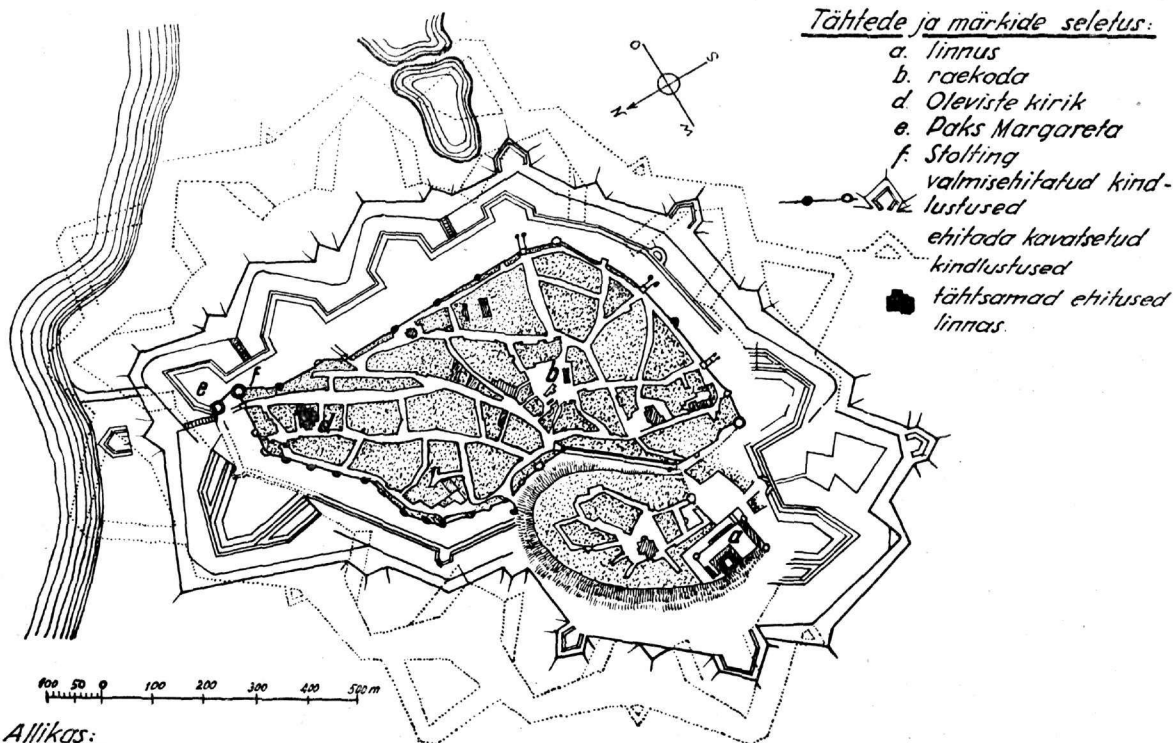 Tähtede ja märkide seletus:
a. linnus
b. raekoda
d. Oleviste kirik
e. Paks Margareta
f. Stolting
valmisehitatud kind-
lustused
ehitada kavatsetud
kindlustused
tähtsamad ehitused
linnas.
O
S
N
W
e
f
b
d
n
a
100 50 0 100 200 300 400 500 m
Allikas: